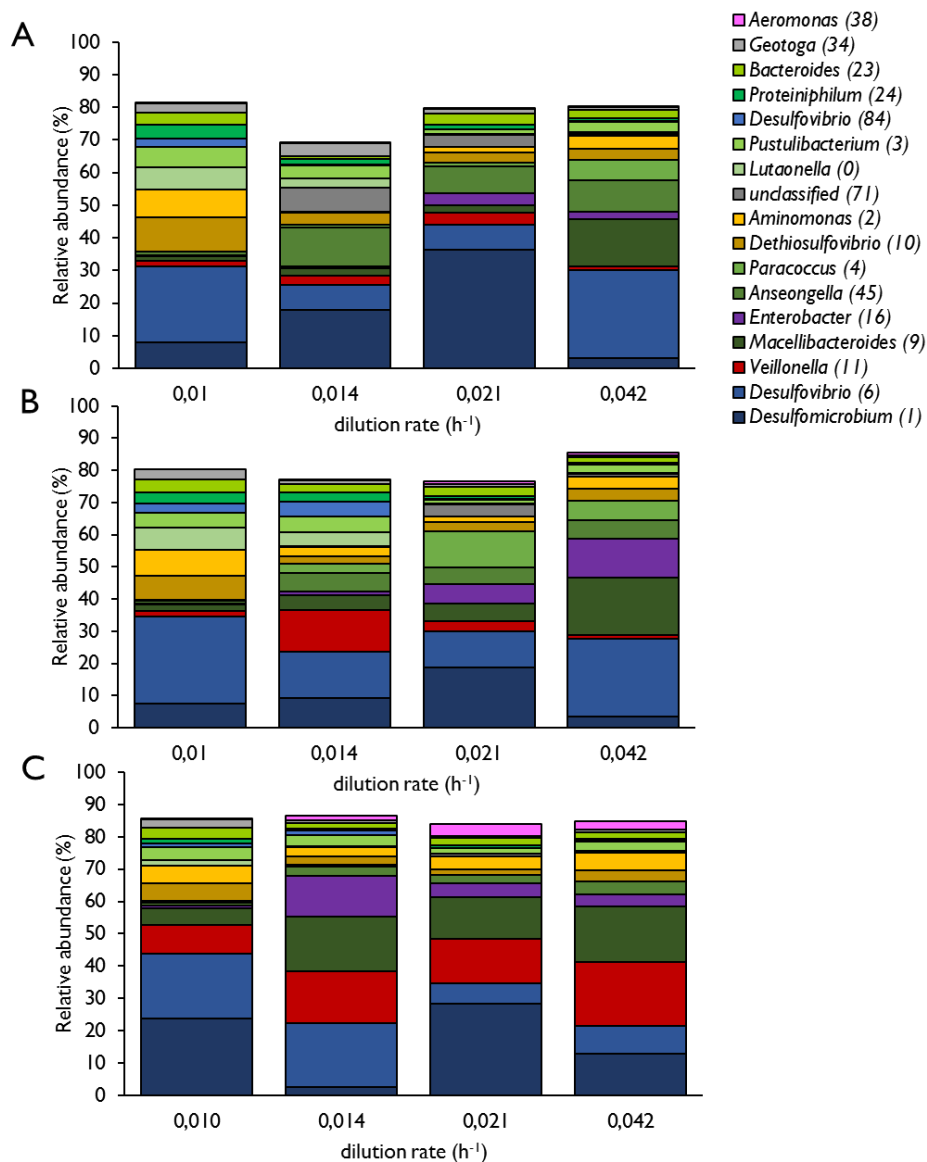 A
Relative abundance (%)
100
90
80
70
60
50
40
30
20
10
0
0,01 0,014 0,021 0,042
dilution rate (h⁻¹)
Aeromonas (38)
Geotoga (34)
Bacteroides (23)
Proteiniphilum (24)
Desulfovibrio (84)
Pustulibacterium (3)
Lutaonella (0)
unclassified (71)
Aminomonas (2)
Dethiosulfovibrio (10)
Paracoccus (4)
Anseongella (45)
Enterobacter (16)
Macellibacteroides (9)
Veillonella (11)
Desulfovibrio (6)
Desulfomicrobium (1)
B
Relative abundance (%)
100
90
80
70
60
50
40
30
20
10
0
0,01 0,014 0,021 0,042
dilution rate (h⁻¹)
C
Relative abundance (%)
100
90
80
70
60
50
40
30
20
10
0
0,010 0,014 0,021 0,042
dilution rate (h⁻¹)